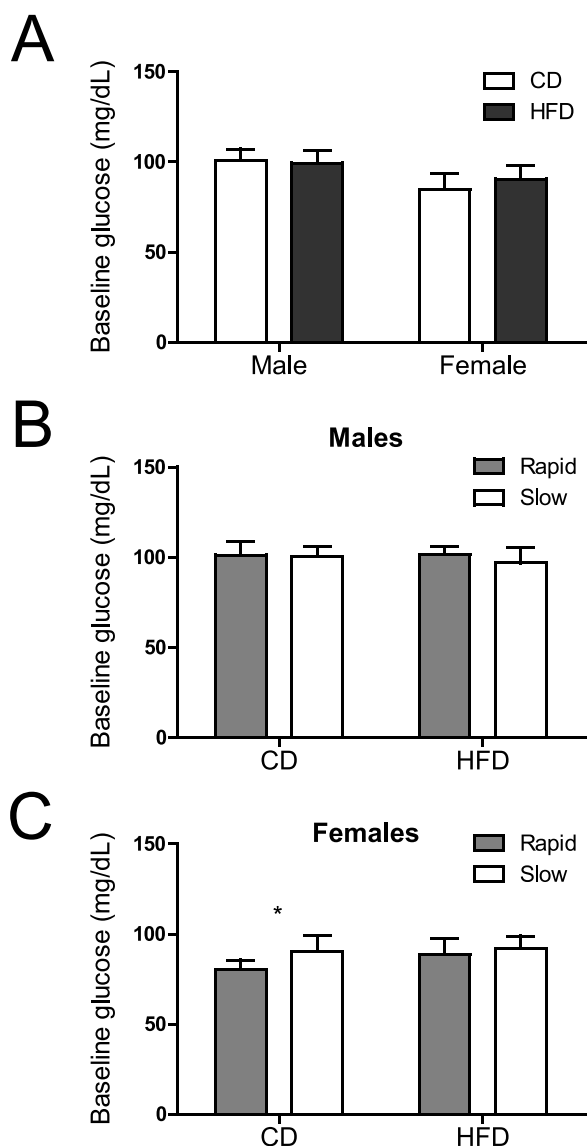 A
Baseline glucose (mg/dL)
150
100
50
0
CD
HFD
Male
Female
B
Males
Baseline glucose (mg/dL)
150
100
50
0
Rapid
Slow
CD
HFD
C
Females
Baseline glucose (mg/dL)
150
100
50
0
Rapid
Slow
*
CD
HFD